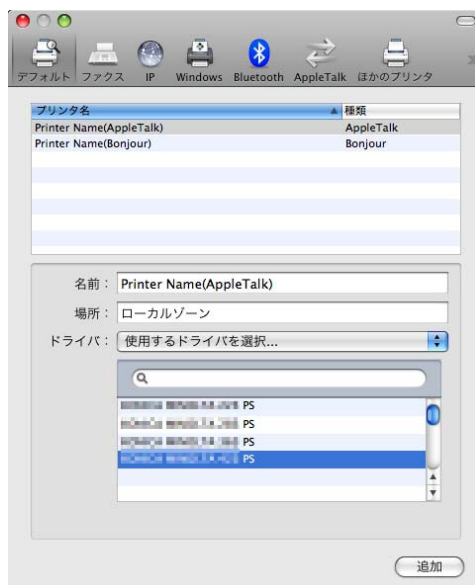 デフォルト ファクス IP Windows Bluetooth AppleTalk ほかのプリンタ
プリンタ名 種類
Printer Name(AppleTalk) AppleTalk
Printer Name(Bonjour) Bonjour
名前： Printer Name(AppleTalk)
場所： ローカルゾーン
ドライバ： 使用するドライバを選択...
PS
PS
PS
PS
追加